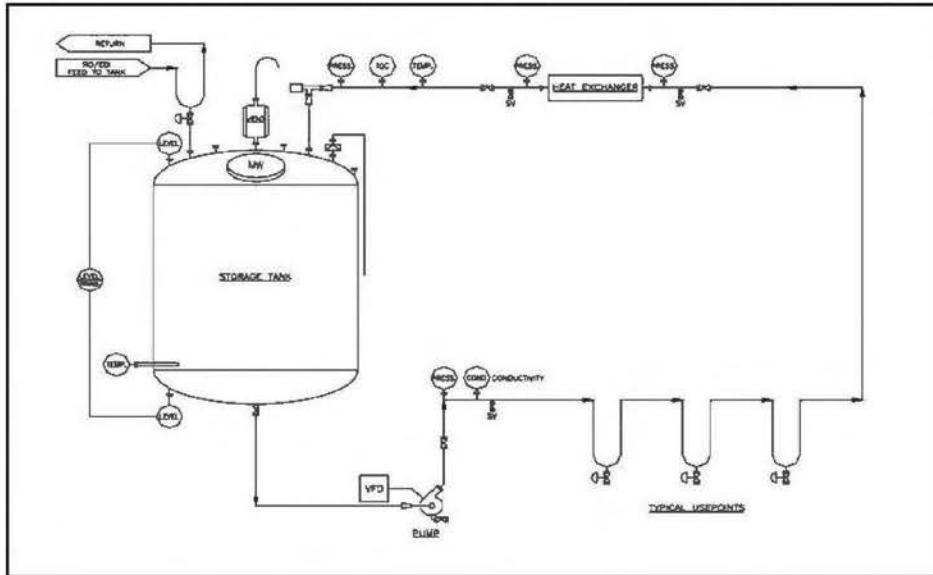 RETURN
RO/EDI
FEED TO TANK
VENT
PRESS.
TOC
TEMP.
PRESS.
PRESS.
HEAT EXCHANGER
SV
SV
LEVEL
MW
LEVEL
STORAGE TANK
TEMP.
LEVEL
PRESS.
COND.
CONDUCTIVITY
SV
VFD
PUMP
TYPICAL USEPOINTS